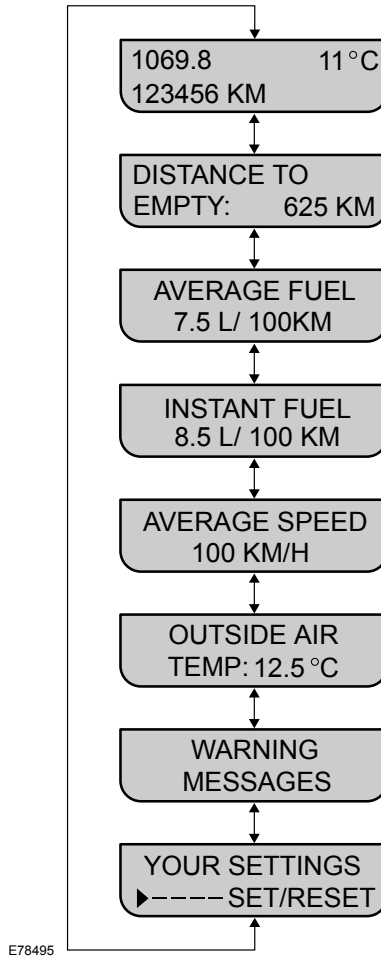 1069.8 11°C
123456 KM
DISTANCE TO
EMPTY: 625 KM
AVERAGE FUEL
7.5 L/ 100KM
INSTANT FUEL
8.5 L/ 100 KM
AVERAGE SPEED
100 KM/H
OUTSIDE AIR
TEMP: 12.5 °C
WARNING
MESSAGES
YOUR SETTINGS
▶---- SET/RESET
E78495